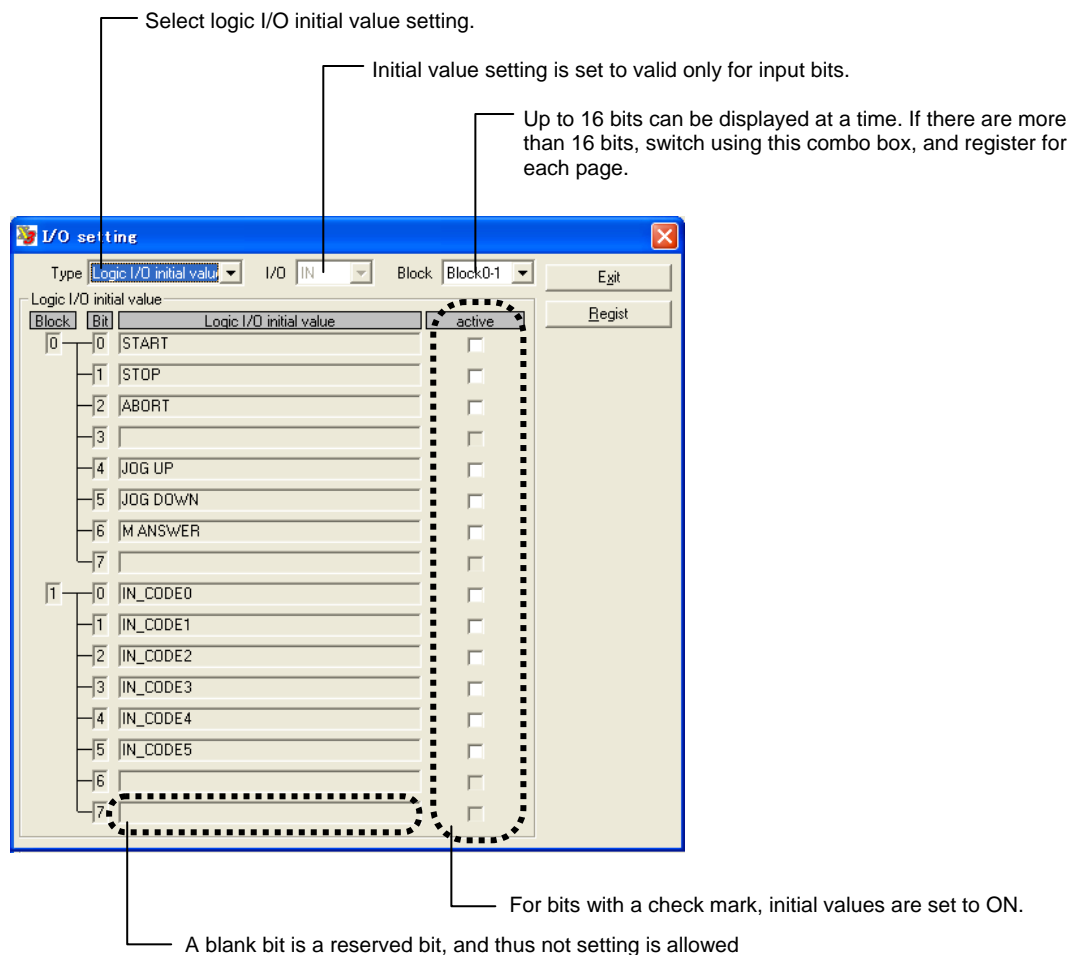 Select logic I/O initial value setting.
Initial value setting is set to valid only for input bits.
Up to 16 bits can be displayed at a time. If there are more
than 16 bits, switch using this combo box, and register for
each page.
I/O setting
Type Logic I/O initial valu I/O IN Block Block0-1 Exit
Logic I/O initial value
Regist
Block Bit Logic I/O initial value active
0 0 START
1 STOP
2 ABORT
3
4 JOG UP
5 JOG DOWN
6 M ANSWER
7
1 0 IN_CODE0
1 IN_CODE1
2 IN_CODE2
3 IN_CODE3
4 IN_CODE4
5 IN_CODE5
6
7
For bits with a check mark, initial values are set to ON.
A blank bit is a reserved bit, and thus not setting is allowed